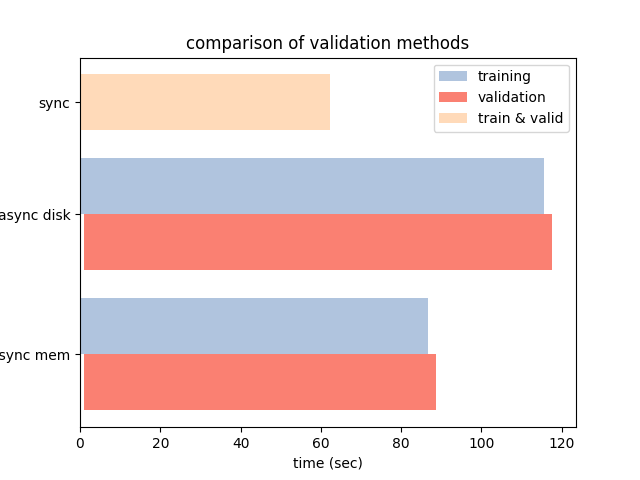 comparison of validation methods
training
validation
train & valid
sync
async disk
sync mem
0 20 40 60 80 100 120
time (sec)